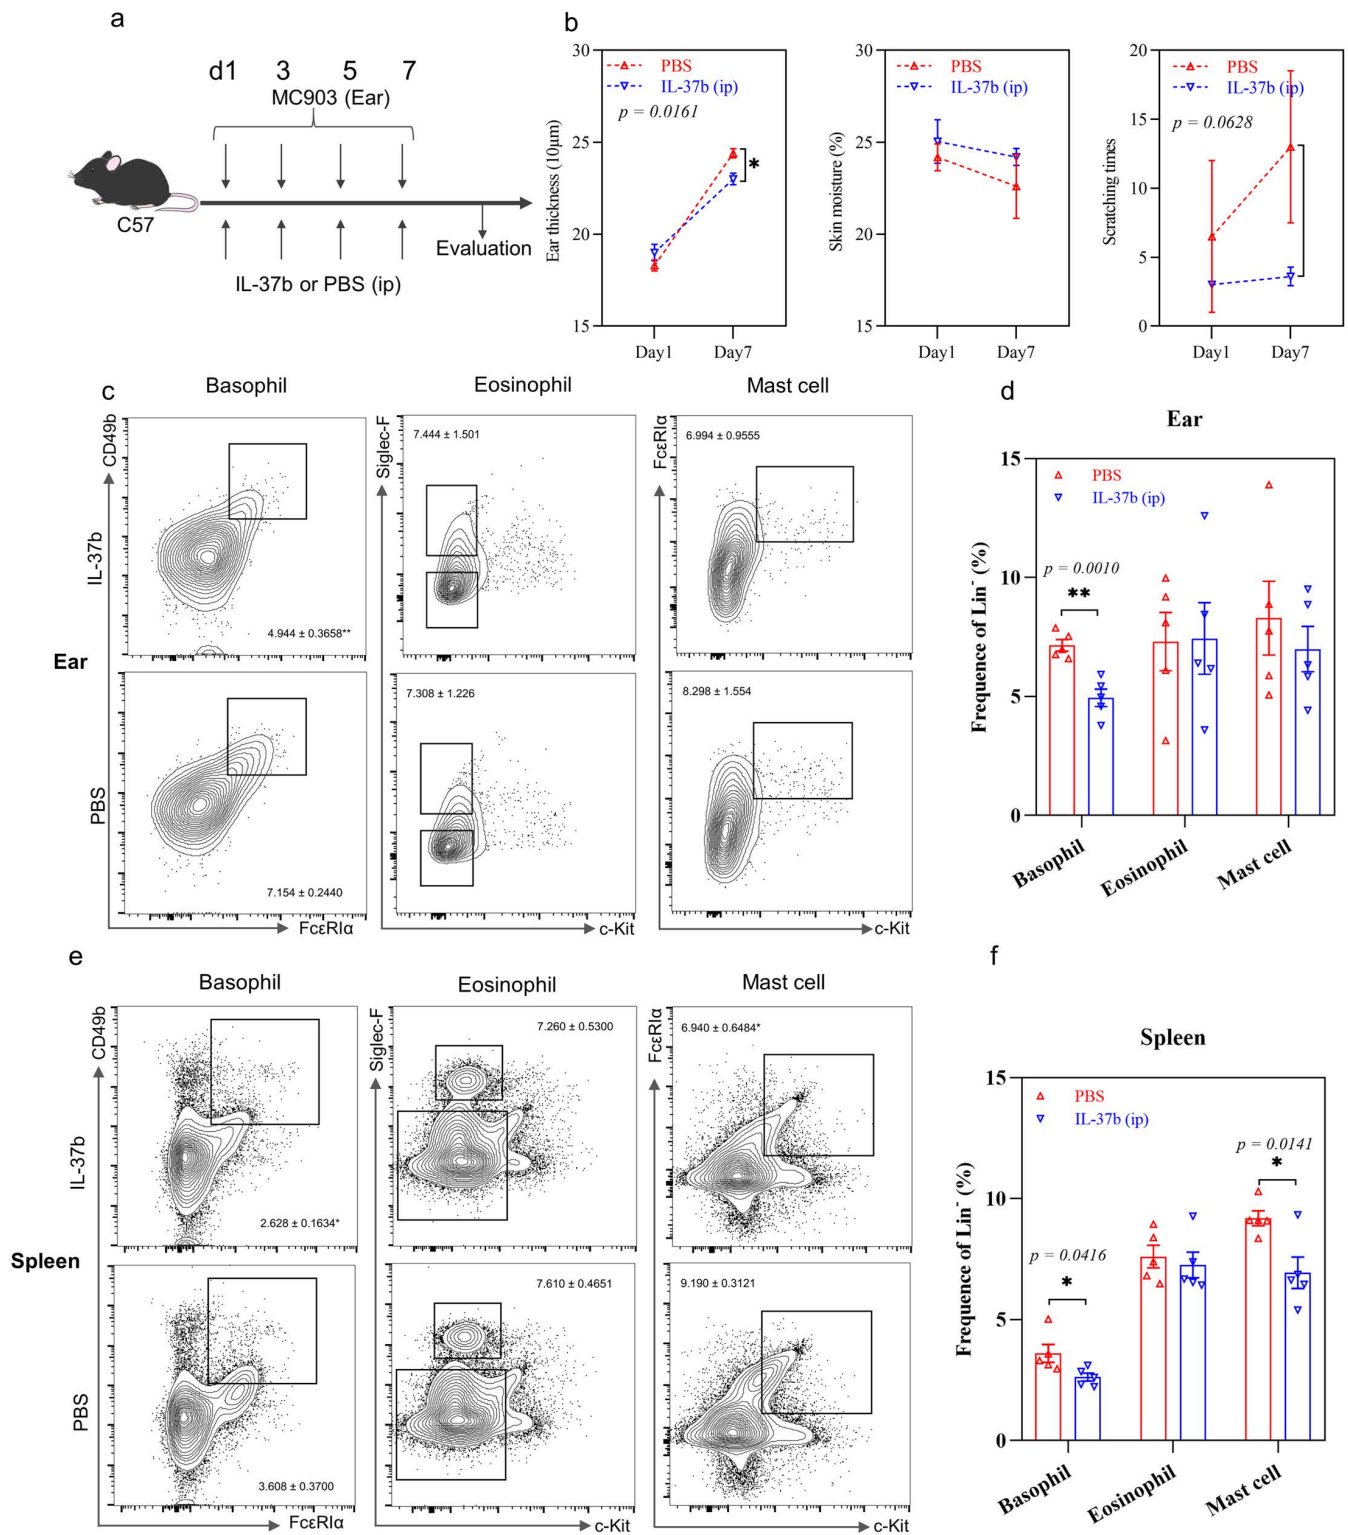 a
d1 3 5 7
MC903 (Ear)
C57
Evaluation
IL-37b or PBS (ip)
b
30
25
20
15
Ear thickness (10μm)
PBS
IL-37b (ip)
p = 0.0161
*
Day1 Day7
30
25
20
15
Skin moisture (%)
PBS
IL-37b (ip)
Day1 Day7
20
15
10
5
0
Scratching times
PBS
IL-37b (ip)
p = 0.0628
Day1 Day7
c
Basophil Eosinophil Mast cell
Ear
IL-37b
CD49b
4.944 ± 0.3658**
Siglec-F
7.444 ± 1.501
FcεRIα
6.994 ± 0.9555
PBS
7.154 ± 0.2440
7.308 ± 1.226
8.298 ± 1.554
FcεRIα
c-Kit
c-Kit
d
Ear
15
10
5
0
Frequence of Lin⁻ (%)
PBS
IL-37b (ip)
p = 0.0010
**
Basophil
Eosinophil
Mast cell
e
Basophil Eosinophil Mast cell
Spleen
IL-37b
CD49b
2.628 ± 0.1634*
Siglec-F
7.260 ± 0.5300
FcεRIα
6.940 ± 0.6484*
PBS
3.608 ± 0.3700
7.610 ± 0.4651
9.190 ± 0.3121
FcεRIα
c-Kit
c-Kit
f
Spleen
15
10
5
0
Frequence of Lin⁻ (%)
PBS
IL-37b (ip)
p = 0.0416
*
p = 0.0141
*
Basophil
Eosinophil
Mast cell